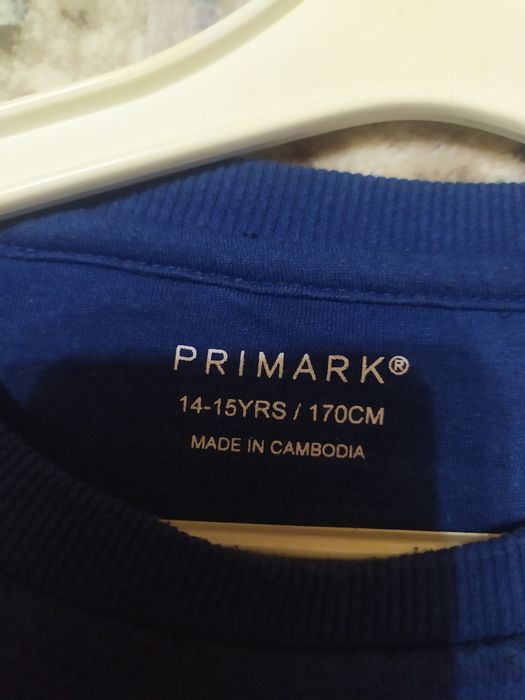 PRIMARK®
14-15YRS / 170CM
MADE IN CAMBODIA